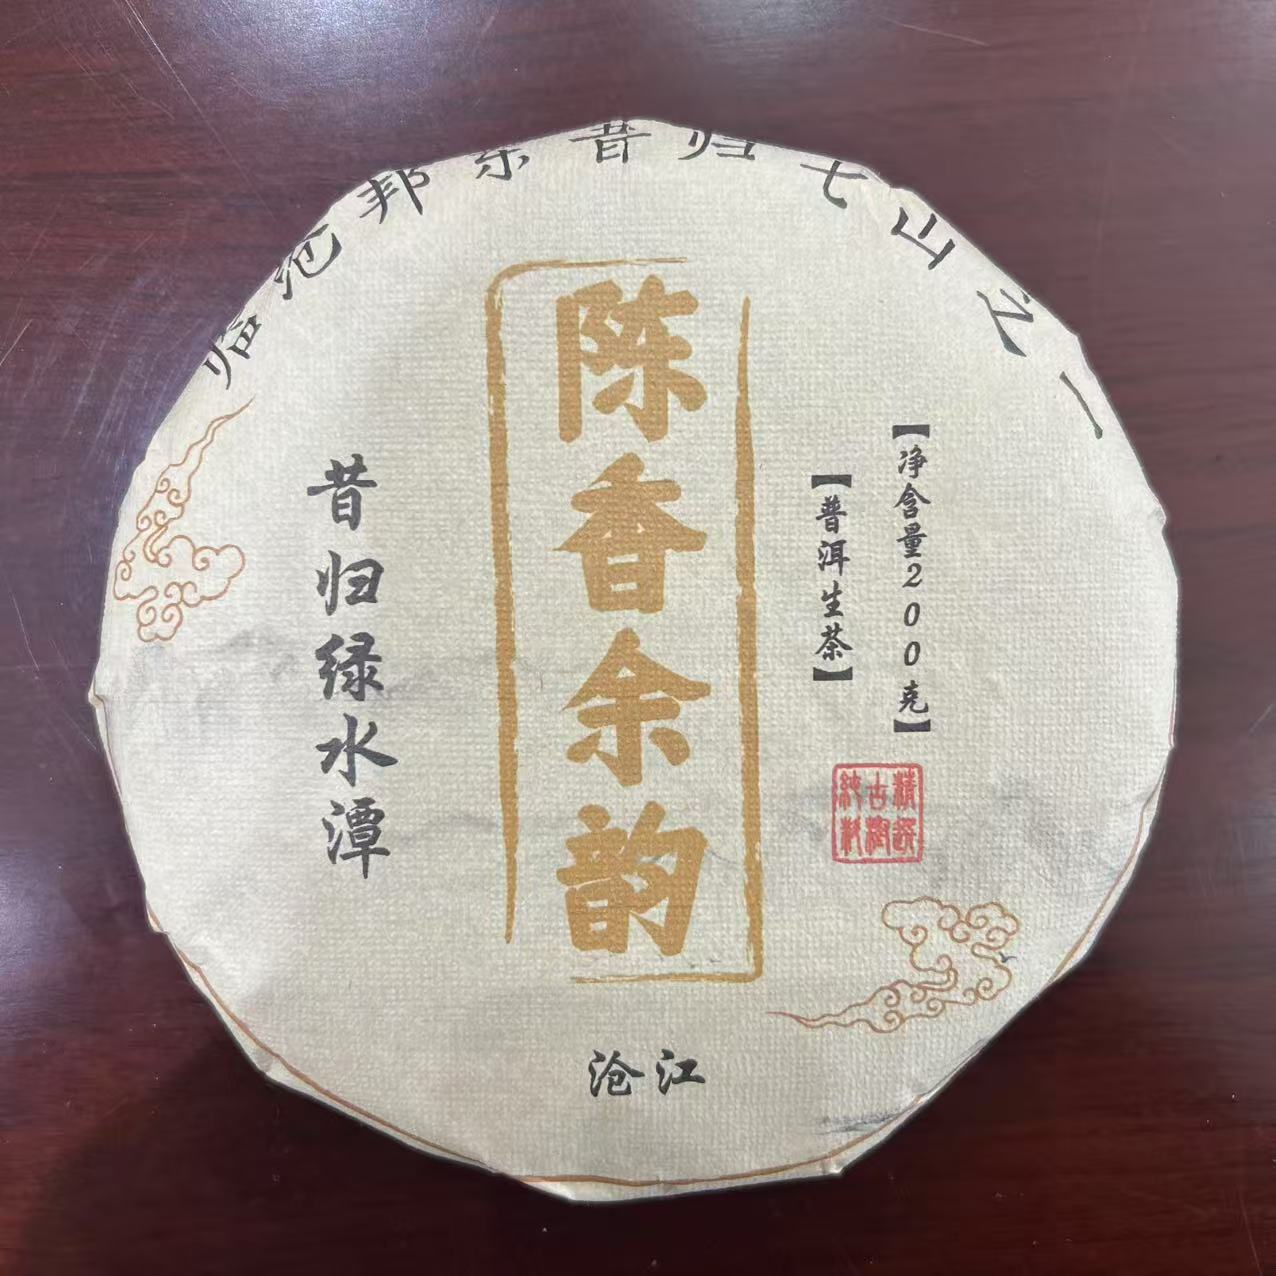 临沧邦东昔归七山之一
陈香余韵
【净含量200克】
【普洱生茶】
昔归绿水潭
精选
古树
纯料
沧江